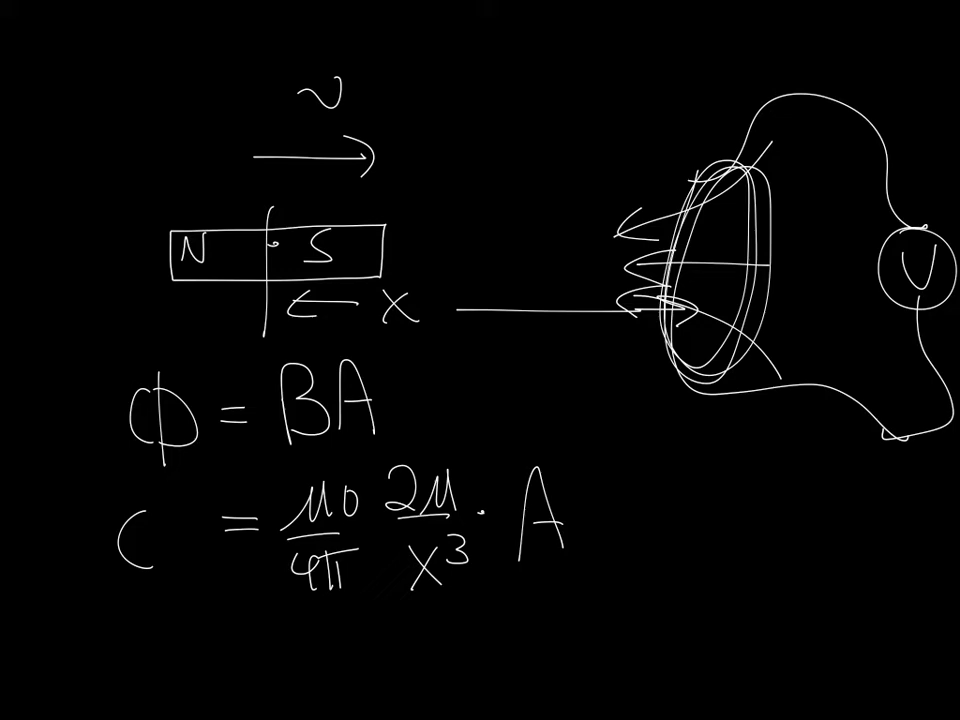 v
N S
x
V
ϕ = BA
C = μ0/4π 2μ/x³ · A